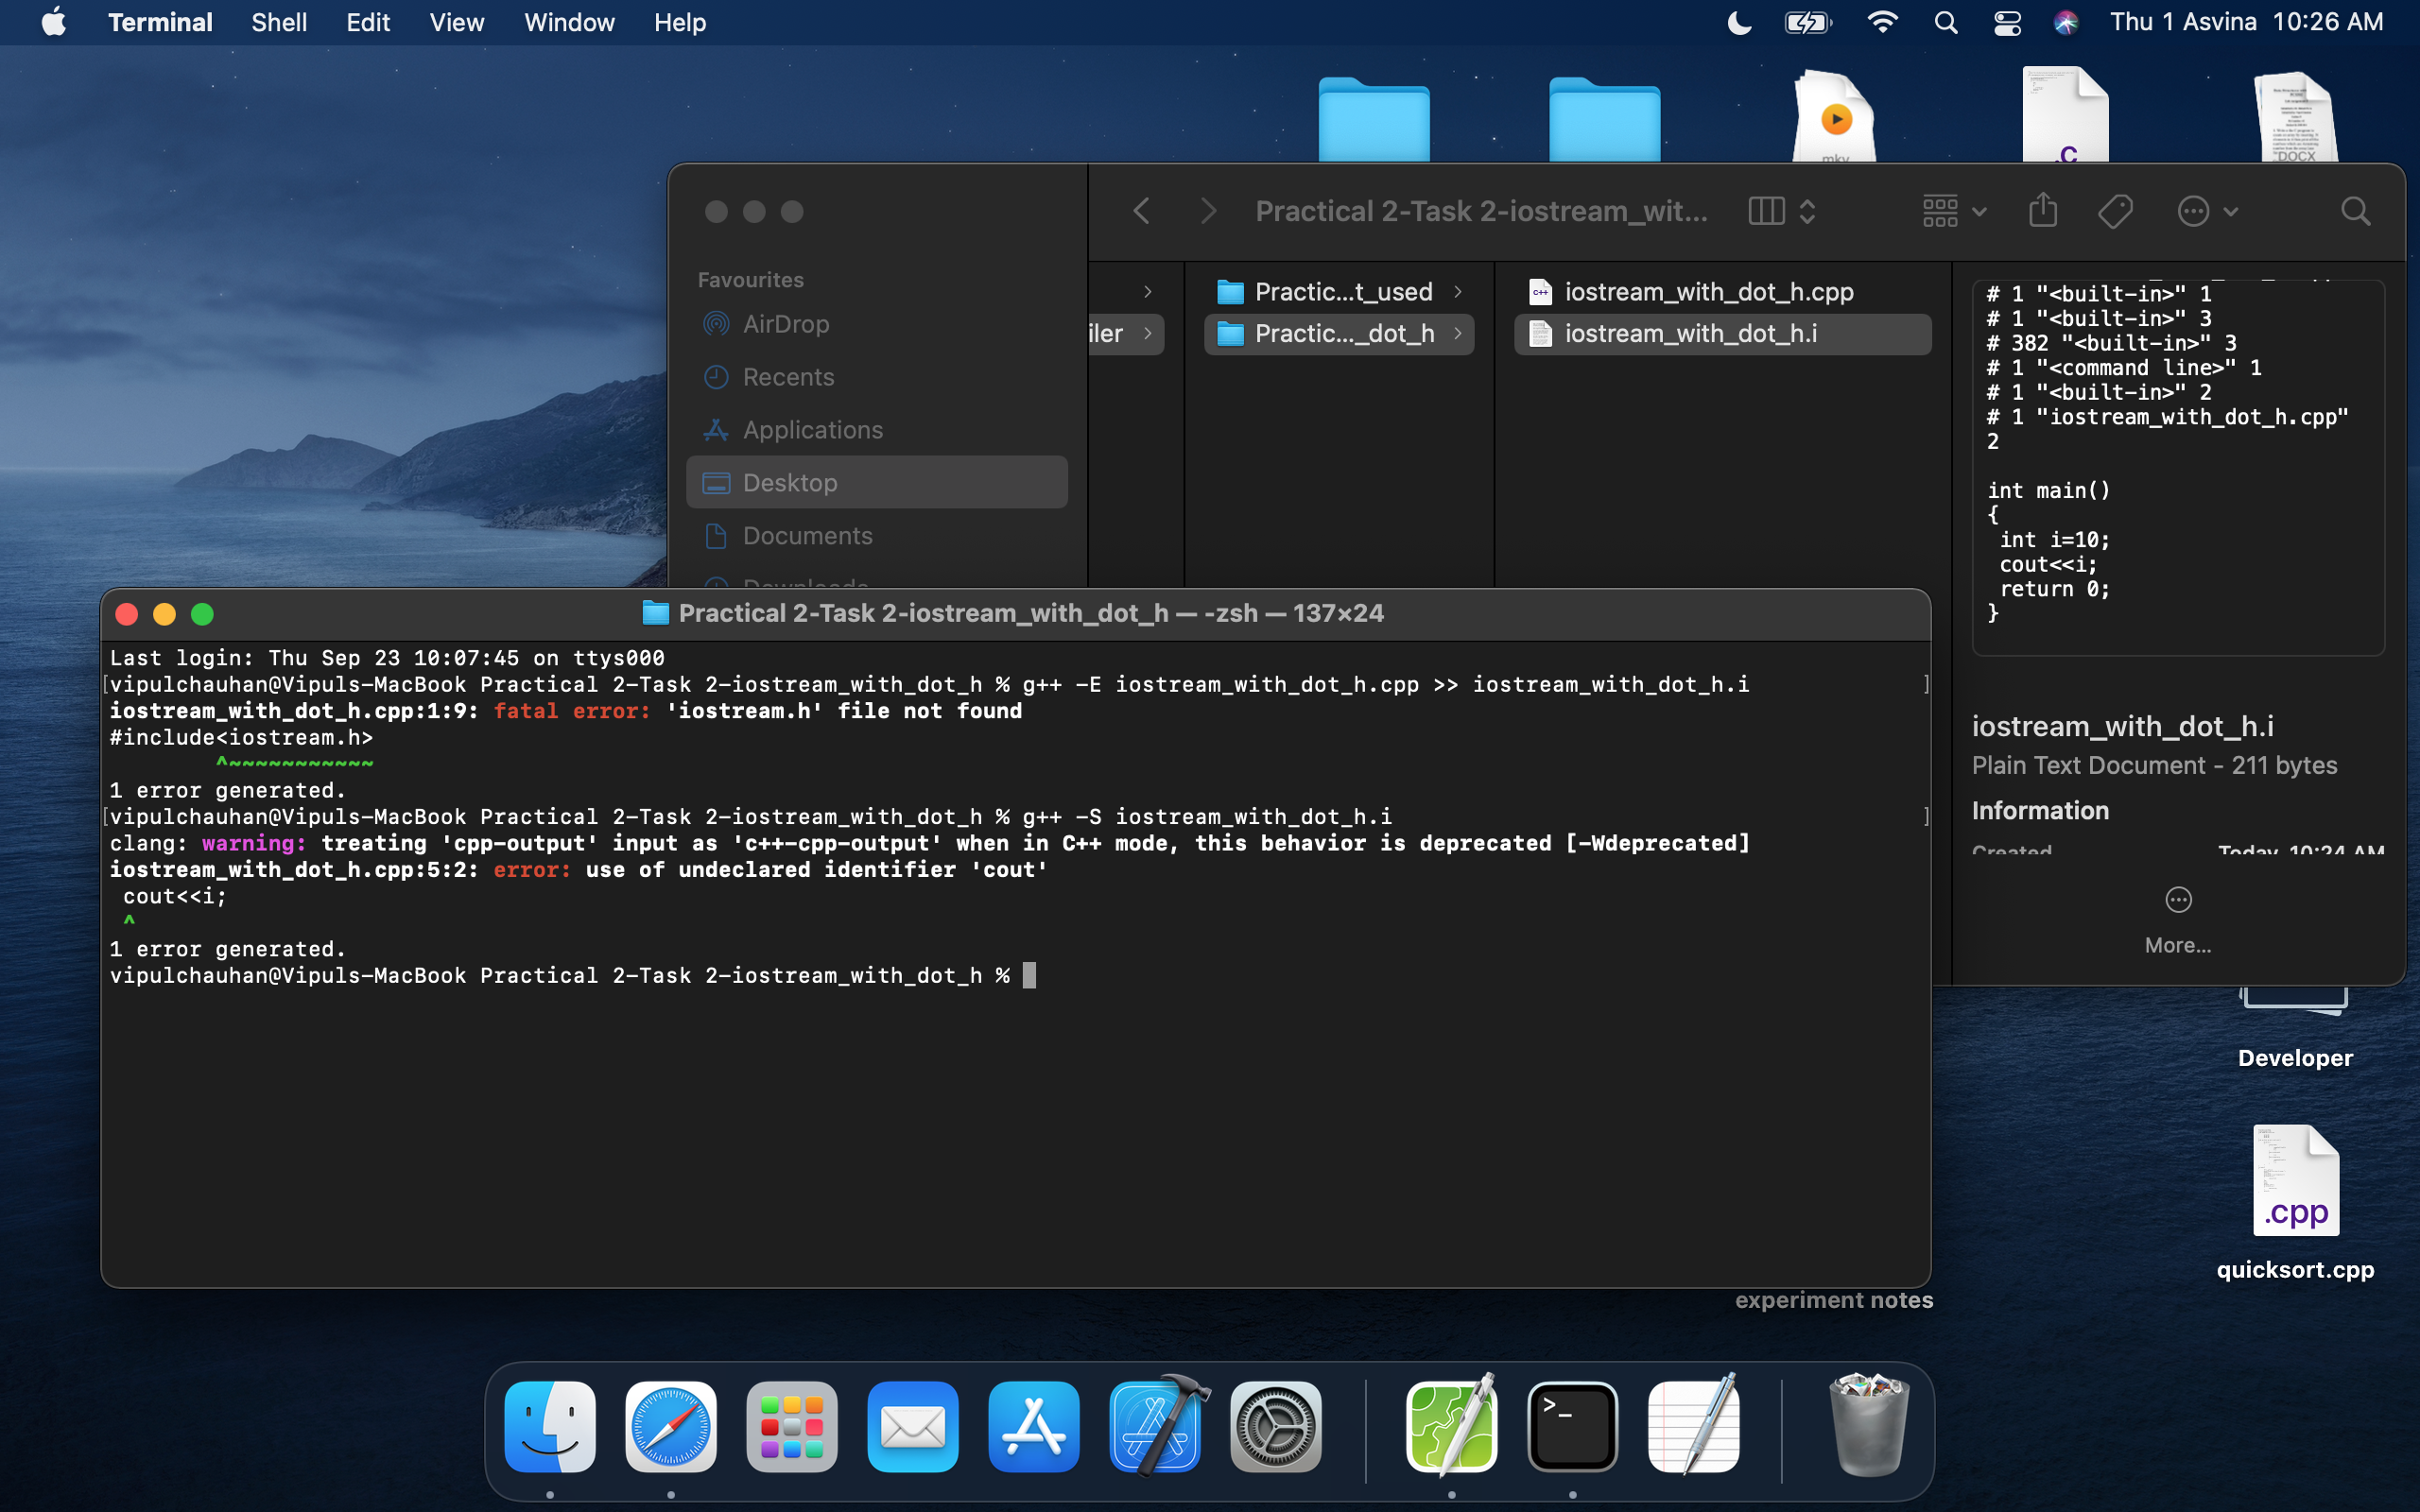 Terminal Shell Edit View Window Help Thu 1 Asvina 10:26 AM
mkv .C DOCX
Practical 2-Task 2-iostream_wit...
Favourites
AirDrop
Recents
Applications
Desktop
Documents
Downloads
iler
Practic...t_used
Practic..._dot_h
iostream_with_dot_h.cpp
iostream_with_dot_h.i
# 1 "<built-in>" 1
# 1 "<built-in>" 3
# 382 "<built-in>" 3
# 1 "<command line>" 1
# 1 "<built-in>" 2
# 1 "iostream_with_dot_h.cpp"
2
int main()
{
int i=10;
cout<<i;
return 0;
}
iostream_with_dot_h.i
Plain Text Document - 211 bytes
Information
Created Today, 10:24 AM
More...
Practical 2-Task 2-iostream_with_dot_h — -zsh — 137×24
Last login: Thu Sep 23 10:07:45 on ttys000
[vipulchauhan@Vipuls-MacBook Practical 2-Task 2-iostream_with_dot_h % g++ -E iostream_with_dot_h.cpp >> iostream_with_dot_h.i ]
iostream_with_dot_h.cpp:1:9: fatal error: 'iostream.h' file not found
#include<iostream.h>
^~~~~~~~~~~~
1 error generated.
[vipulchauhan@Vipuls-MacBook Practical 2-Task 2-iostream_with_dot_h % g++ -S iostream_with_dot_h.i ]
clang: warning: treating 'cpp-output' input as 'c++-cpp-output' when in C++ mode, this behavior is deprecated [-Wdeprecated]
iostream_with_dot_h.cpp:5:2: error: use of undeclared identifier 'cout'
cout<<i;
^
1 error generated.
vipulchauhan@Vipuls-MacBook Practical 2-Task 2-iostream_with_dot_h %
Developer
.cpp
quicksort.cpp
experiment notes
>_